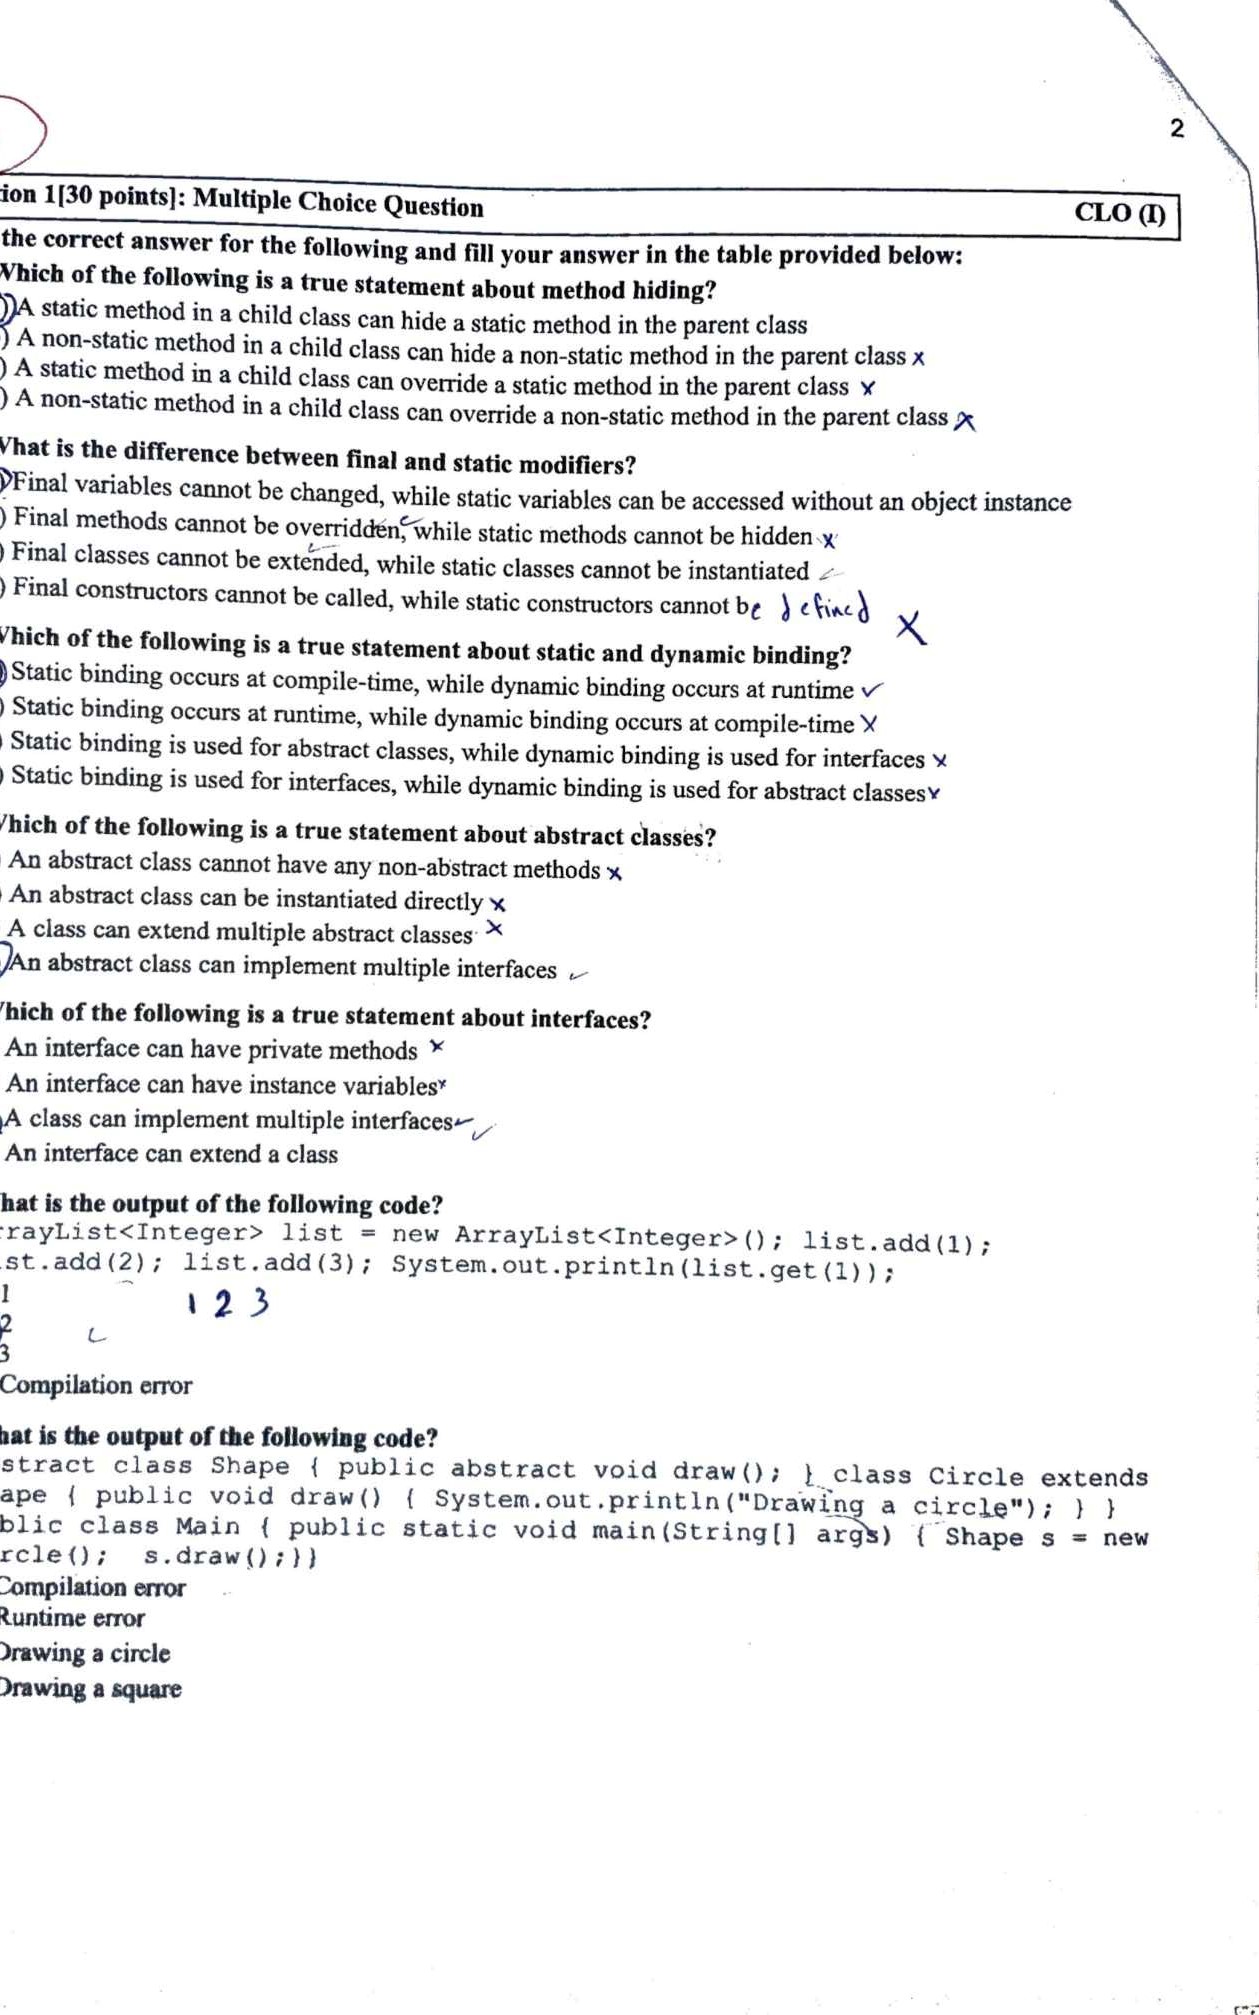 2
ion 1[30 points]: Multiple Choice Question CLO (I)
the correct answer for the following and fill your answer in the table provided below:
Which of the following is a true statement about method hiding?
) A static method in a child class can hide a static method in the parent class
) A non-static method in a child class can hide a non-static method in the parent class x
) A static method in a child class can override a static method in the parent class x
) A non-static method in a child class can override a non-static method in the parent class x
What is the difference between final and static modifiers?
) Final variables cannot be changed, while static variables can be accessed without an object instance
) Final methods cannot be overridden, while static methods cannot be hidden x
) Final classes cannot be extended, while static classes cannot be instantiated
) Final constructors cannot be called, while static constructors cannot be defined X
Which of the following is a true statement about static and dynamic binding?
) Static binding occurs at compile-time, while dynamic binding occurs at runtime ✓
) Static binding occurs at runtime, while dynamic binding occurs at compile-time X
) Static binding is used for abstract classes, while dynamic binding is used for interfaces x
) Static binding is used for interfaces, while dynamic binding is used for abstract classes x
Which of the following is a true statement about abstract classes?
An abstract class cannot have any non-abstract methods x
An abstract class can be instantiated directly x
A class can extend multiple abstract classes x
An abstract class can implement multiple interfaces ✓
hich of the following is a true statement about interfaces?
An interface can have private methods x
An interface can have instance variables x
A class can implement multiple interfaces ✓
An interface can extend a class
hat is the output of the following code?
rrayList<Integer> list = new ArrayList<Integer>(); list.add(1);
st.add(2); list.add(3); System.out.println(list.get(1));
1
1 2 3
2
3
Compilation error
hat is the output of the following code?
stract class Shape { public abstract void draw(); } class Circle extends
ape { public void draw() { System.out.println("Drawing a circle"); } }
blic class Main { public static void main(String[] args) { Shape s = new
rcle(); s.draw();}}
Compilation error
Runtime error
Drawing a circle
Drawing a square